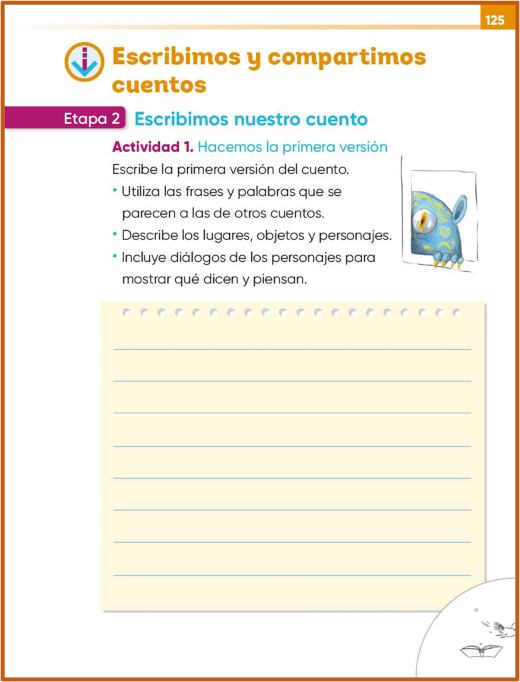 125
Escribimos y compartimos
cuentos
Etapa 2 Escribimos nuestro cuento
Actividad 1. Hacemos la primera versión
Escribe la primera versión del cuento.
• Utiliza las frases y palabras que se
parecen a las de otros cuentos.
• Describe los lugares, objetos y personajes.
• Incluye diálogos de los personajes para
mostrar qué dicen y piensan.